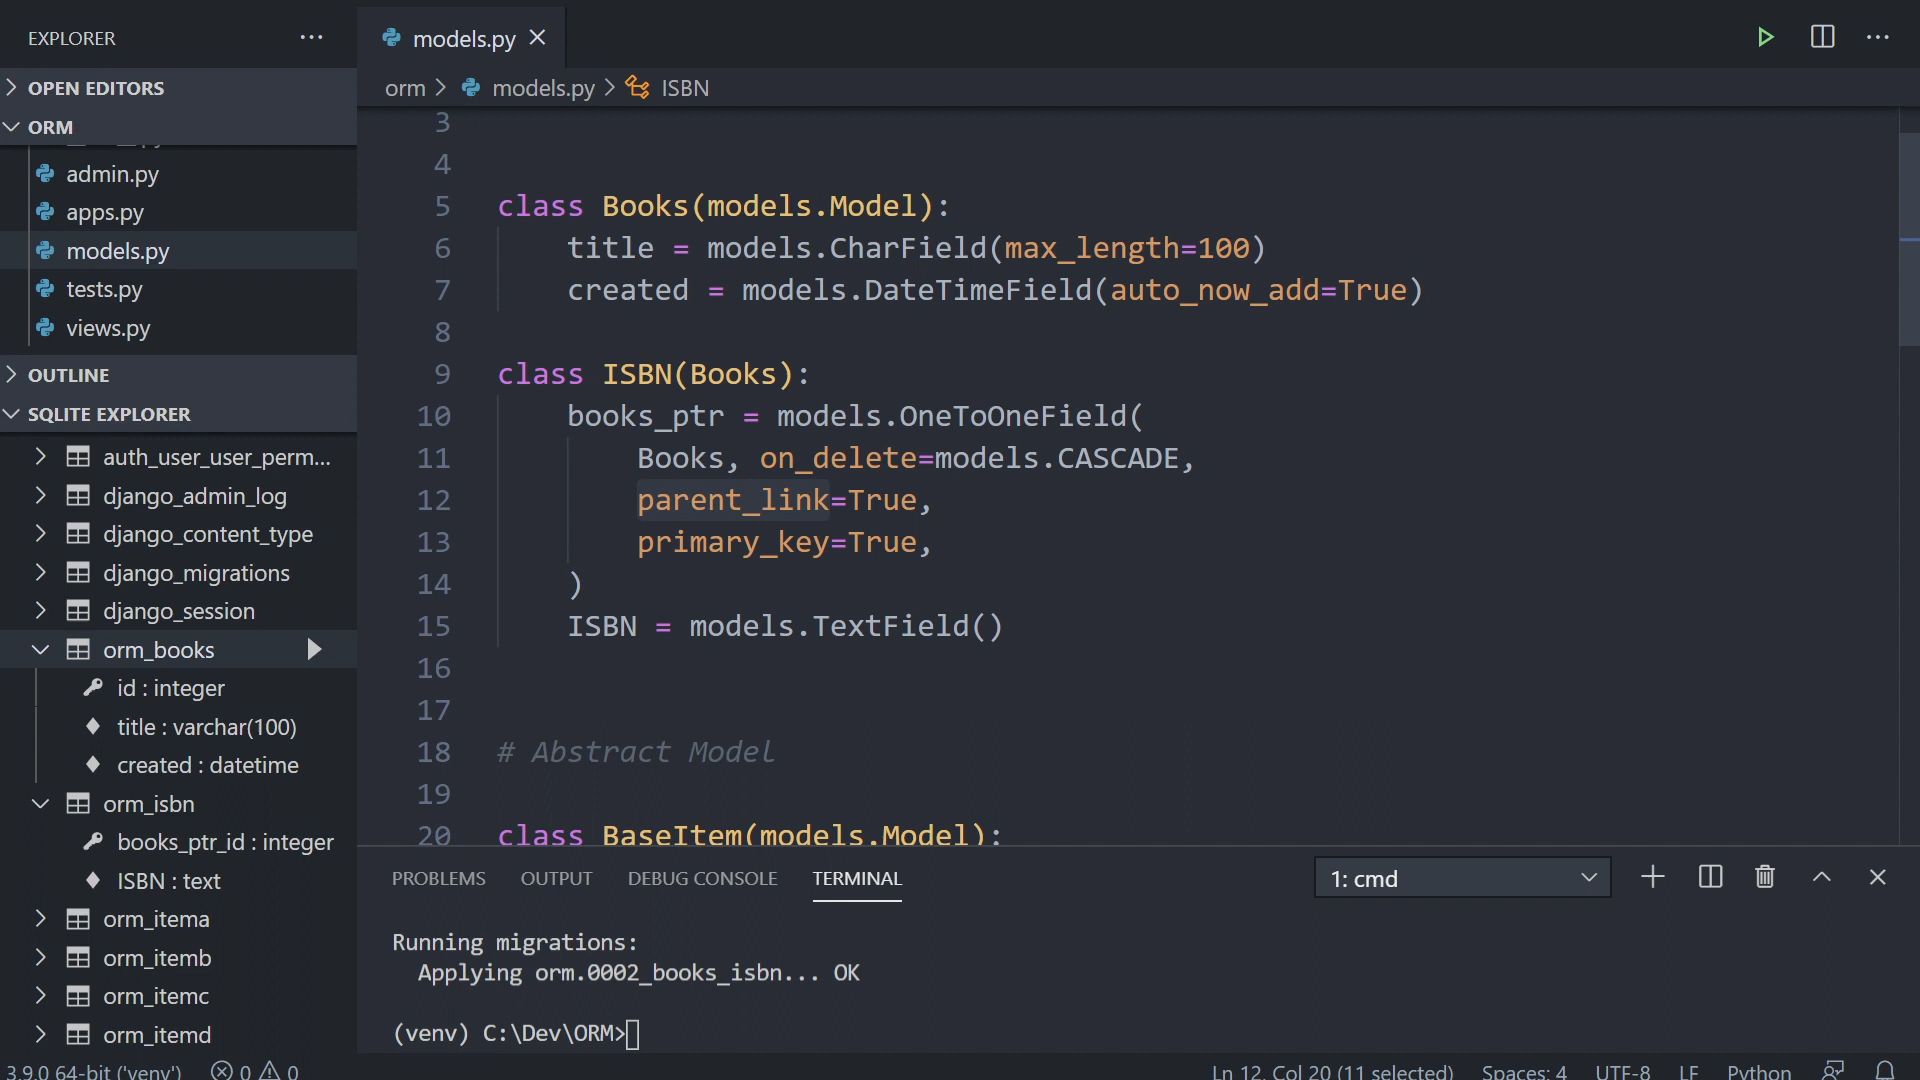 EXPLORER
OPEN EDITORS
ORM
admin.py
apps.py
models.py
tests.py
views.py
OUTLINE
SQLITE EXPLORER
auth_user_user_perm...
django_admin_log
django_content_type
django_migrations
django_session
orm_books
id : integer
title : varchar(100)
created : datetime
orm_isbn
books_ptr_id : integer
ISBN : text
orm_itema
orm_itemb
orm_itemc
orm_itemd
models.py
orm > models.py > ISBN
3
4
5 class Books(models.Model):
6 title = models.CharField(max_length=100)
7 created = models.DateTimeField(auto_now_add=True)
8
9 class ISBN(Books):
10 books_ptr = models.OneToOneField(
11 Books, on_delete=models.CASCADE,
12 parent_link=True,
13 primary_key=True,
14 )
15 ISBN = models.TextField()
16
17
18 # Abstract Model
19
20 class BaseItem(models.Model):
PROBLEMS OUTPUT DEBUG CONSOLE TERMINAL 1: cmd
Running migrations:
Applying orm.0002_books_isbn... OK
(venv) C:\Dev\ORM>
3.9.0 64-bit ('venv') 0 0 Ln 12, Col 20 (11 selected) Spaces: 4 UTF-8 LF Python